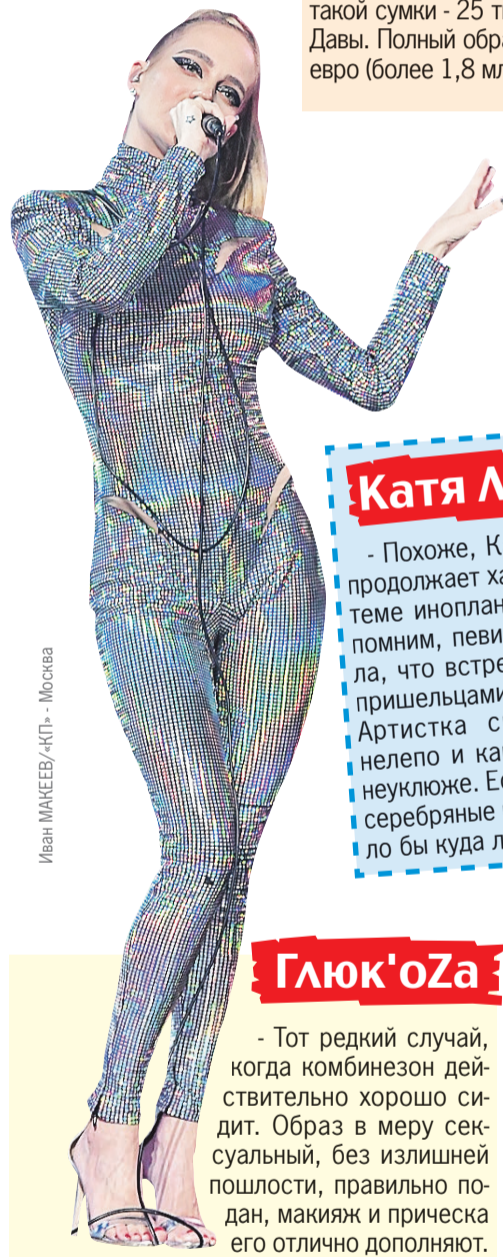 такой сумки - 25 т
Давы. Полный обра
евро (более 1,8 мл
Катя Л
- Похоже, К
продолжает ха
теме иноплан
помним, певи
ла, что встре
пришельцами
Артистка с
нелепо и ка
неуклюже. Ес
серебряные
ло бы куда л
Иван МАКЕЕВ/«КП» - Москва
Глюк'oZa
- Тот редкий случай,
когда комбинезон дей-
ствительно хорошо си-
дит. Образ в меру сек-
суальный, без излишней
пошлости, правильно по-
дан, макияж и прическа
его отлично дополняют.